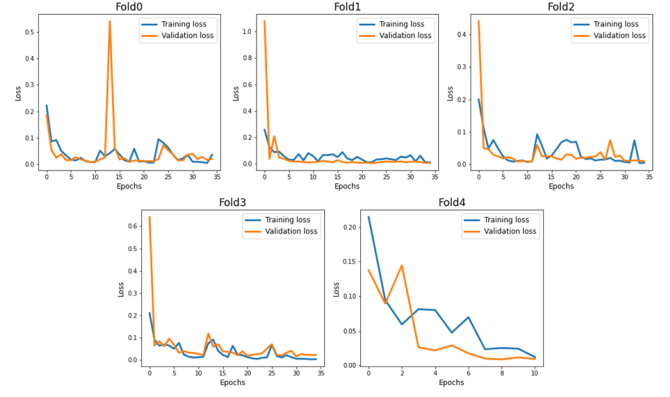 Fold0
Training loss
Validation loss
Loss
0.5
0.4
0.3
0.2
0.1
0.0
0 5 10 15 20 25 30 35
Epochs
Fold1
Training loss
Validation loss
Loss
1.0
0.8
0.6
0.4
0.2
0.0
0 5 10 15 20 25 30 35
Epochs
Fold2
Training loss
Validation loss
Loss
0.4
0.3
0.2
0.1
0.0
0 5 10 15 20 25 30 35
Epochs
Fold3
Training loss
Validation loss
Loss
0.6
0.5
0.4
0.3
0.2
0.1
0.0
0 5 10 15 20 25 30 35
Epochs
Fold4
Training loss
Validation loss
Loss
0.20
0.15
0.10
0.05
0.00
0 2 4 6 8 10
Epochs